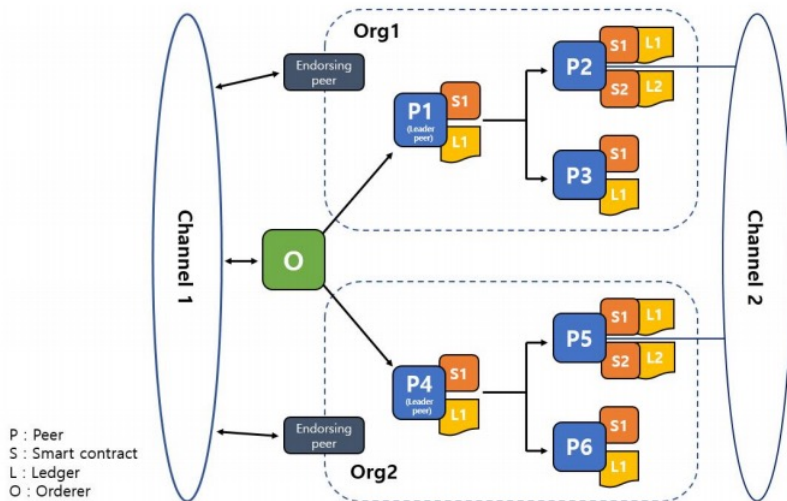 Org1
Endorsing
peer
P1
(Leader
peer)
S1
L1
P2
S1
L1
S2
L2
P3
S1
L1
Channel 1
O
Channel 2
P4
(Leader
peer)
S1
L1
P5
S1
L1
S2
L2
P6
S1
L1
Endorsing
peer
Org2
P : Peer
S : Smart contract
L : Ledger
O : Orderer